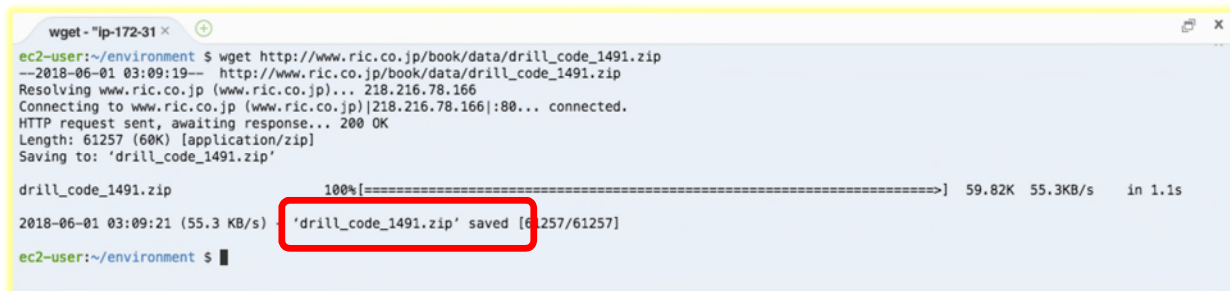 wget - "ip-172-31 ×
ec2-user:~/environment $ wget http://www.ric.co.jp/book/data/drill_code_1491.zip
--2018-06-01 03:09:19--  http://www.ric.co.jp/book/data/drill_code_1491.zip
Resolving www.ric.co.jp (www.ric.co.jp)... 218.216.78.166
Connecting to www.ric.co.jp (www.ric.co.jp)|218.216.78.166|:80... connected.
HTTP request sent, awaiting response... 200 OK
Length: 61257 (60K) [application/zip]
Saving to: ‘drill_code_1491.zip’
drill_code_1491.zip 100%[=====================================================================>] 59.82K 55.3KB/s in 1.1s
2018-06-01 03:09:21 (55.3 KB/s) - ‘drill_code_1491.zip’ saved [61257/61257]
ec2-user:~/environment $